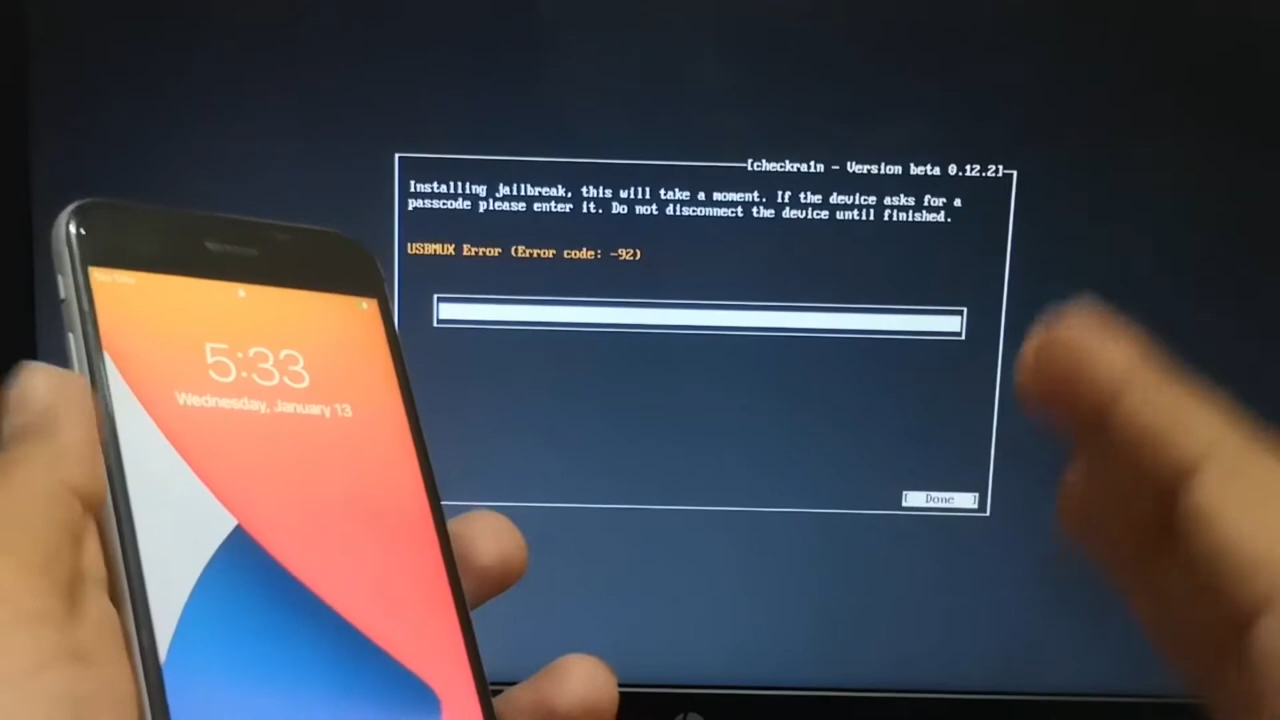 [checkra1n - Version beta 0.12.2]
Installing jailbreak, this will take a moment. If the device asks for a
passcode please enter it. Do not disconnect the device until finished.
USBMUX Error (Error code: -92)
[ Done ]
5:33
Wednesday, January 13